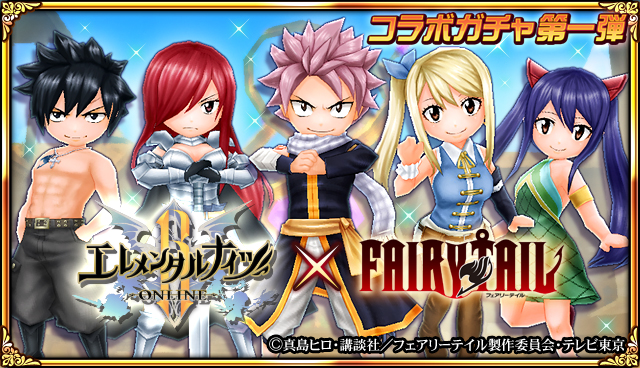 コラボガチャ第一弾
エレメンタルナイツ
R
ONLINE
×
FAIRY TAIL
フェアリーテイル
©真島ヒロ・講談社／フェアリーテイル製作委員会・テレビ東京